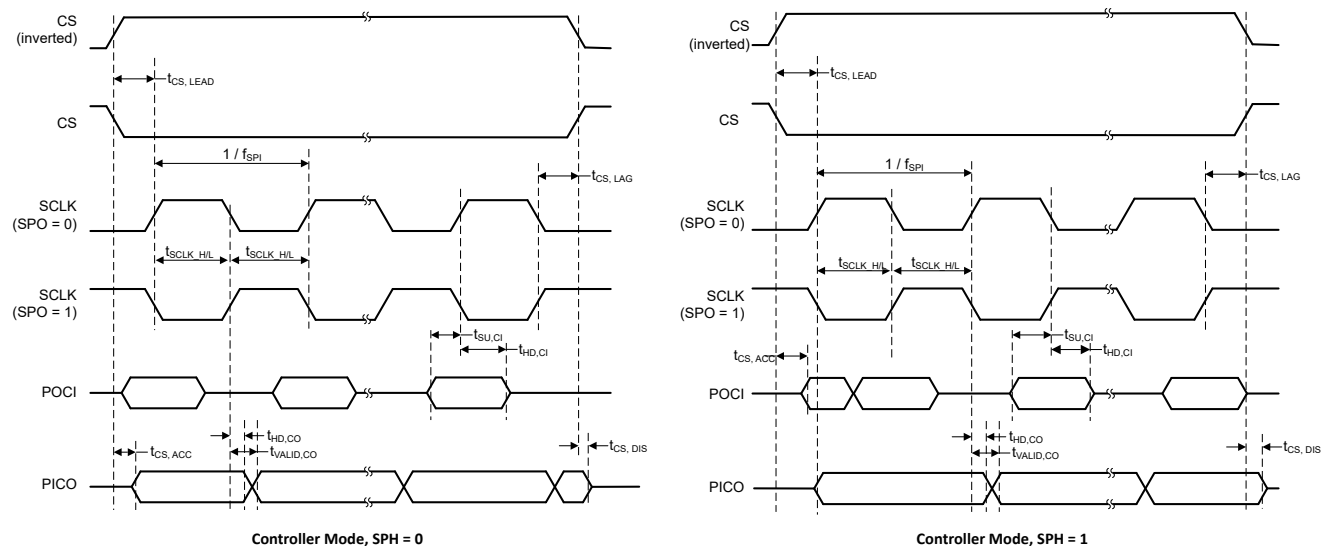 CS
(inverted)
tCS, LEAD
CS
1 / fSPI
tCS, LAG
SCLK
(SPO = 0)
tSCLK_H/L
tSCLK_H/L
SCLK
(SPO = 1)
tSU,CI
tHD,CI
POCI
tHD,CO
tCS, ACC
tVALID,CO
tCS, DIS
PICO
Controller Mode, SPH = 0
CS
(inverted)
tCS, LEAD
CS
1 / fSPI
tCS, LAG
SCLK
(SPO = 0)
tSCLK_H/L
tSCLK_H/L
SCLK
(SPO = 1)
tSU,CI
tCS, ACC
tHD,CI
POCI
tHD,CO
tCS, DIS
tVALID,CO
PICO
Controller Mode, SPH = 1